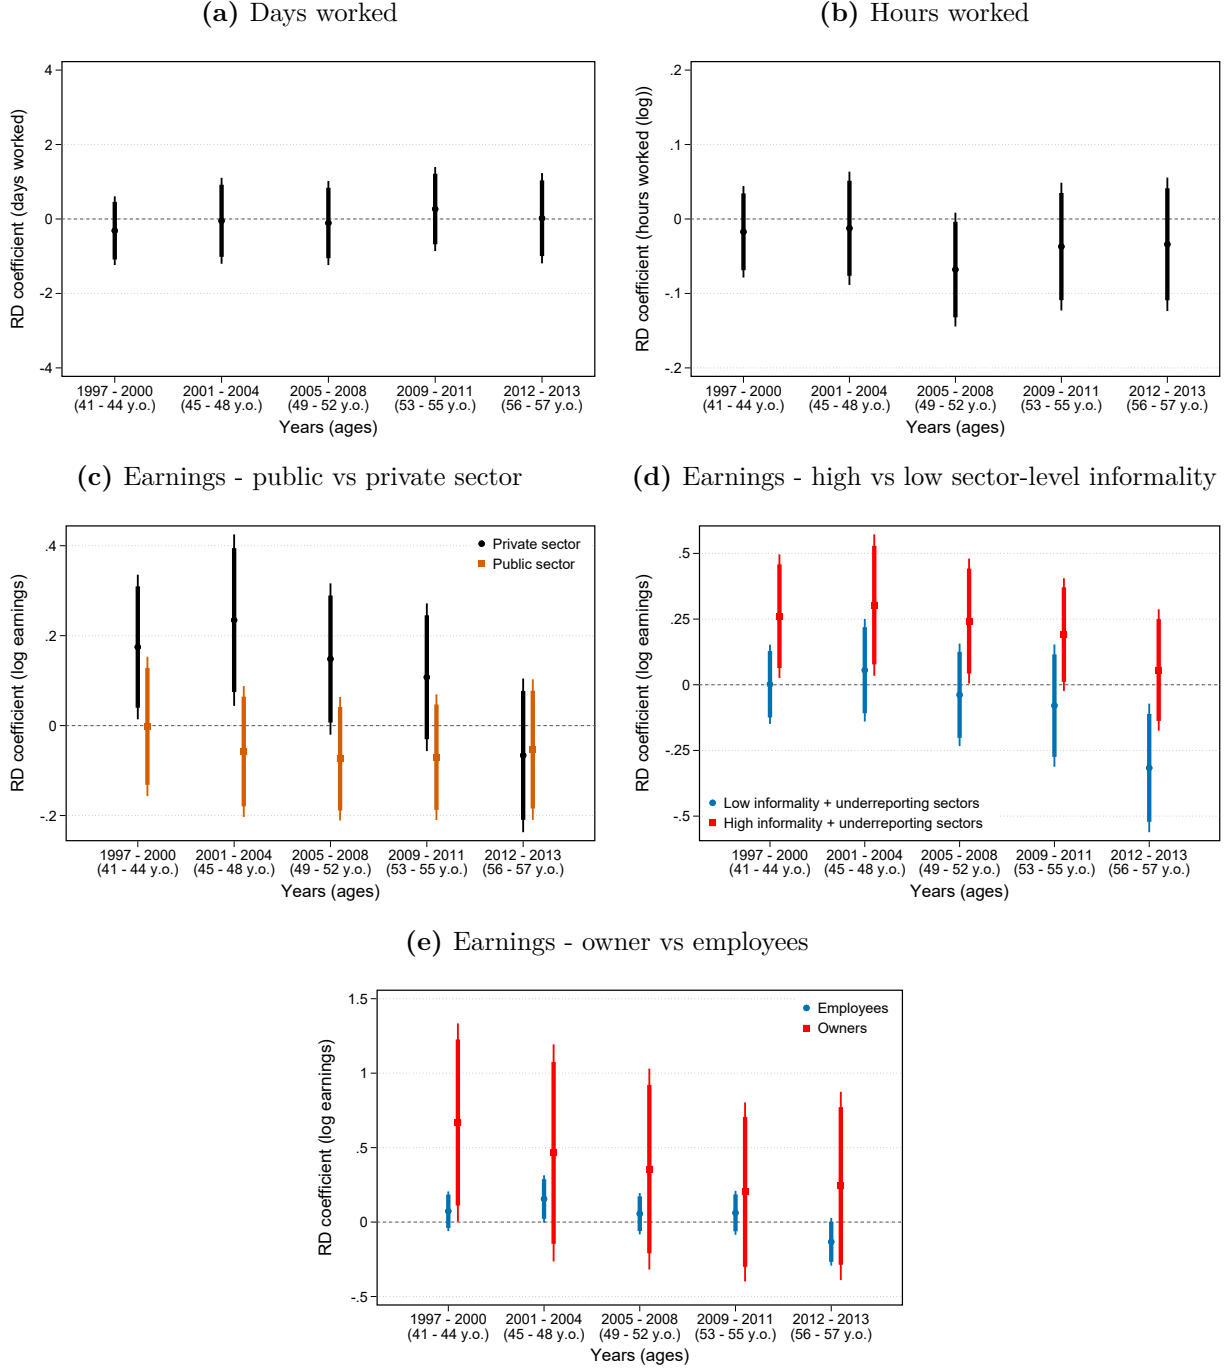 (a) Days worked
RD coefficient (days worked)
4
2
0
-2
-4
1997 - 2000 2001 - 2004 2005 - 2008 2009 - 2011 2012 - 2013
(41 - 44 y.o.) (45 - 48 y.o.) (49 - 52 y.o.) (53 - 55 y.o.) (56 - 57 y.o.)
Years (ages)
(b) Hours worked
RD coefficient (hours worked (log))
.2
.1
0
-.1
-.2
1997 - 2000 2001 - 2004 2005 - 2008 2009 - 2011 2012 - 2013
(41 - 44 y.o.) (45 - 48 y.o.) (49 - 52 y.o.) (53 - 55 y.o.) (56 - 57 y.o.)
Years (ages)
(c) Earnings - public vs private sector
RD coefficient (log earnings)
.4
.2
0
-.2
Private sector
Public sector
1997 - 2000 2001 - 2004 2005 - 2008 2009 - 2011 2012 - 2013
(41 - 44 y.o.) (45 - 48 y.o.) (49 - 52 y.o.) (53 - 55 y.o.) (56 - 57 y.o.)
Years (ages)
(d) Earnings - high vs low sector-level informality
RD coefficient (log earnings)
.5
.25
0
-.25
-.5
Low informality + underreporting sectors
High informality + underreporting sectors
1997 - 2000 2001 - 2004 2005 - 2008 2009 - 2011 2012 - 2013
(41 - 44 y.o.) (45 - 48 y.o.) (49 - 52 y.o.) (53 - 55 y.o.) (56 - 57 y.o.)
Years (ages)
(e) Earnings - owner vs employees
RD coefficient (log earnings)
1.5
1
.5
0
-.5
Employees
Owners
1997 - 2000 2001 - 2004 2005 - 2008 2009 - 2011 2012 - 2013
(41 - 44 y.o.) (45 - 48 y.o.) (49 - 52 y.o.) (53 - 55 y.o.) (56 - 57 y.o.)
Years (ages)